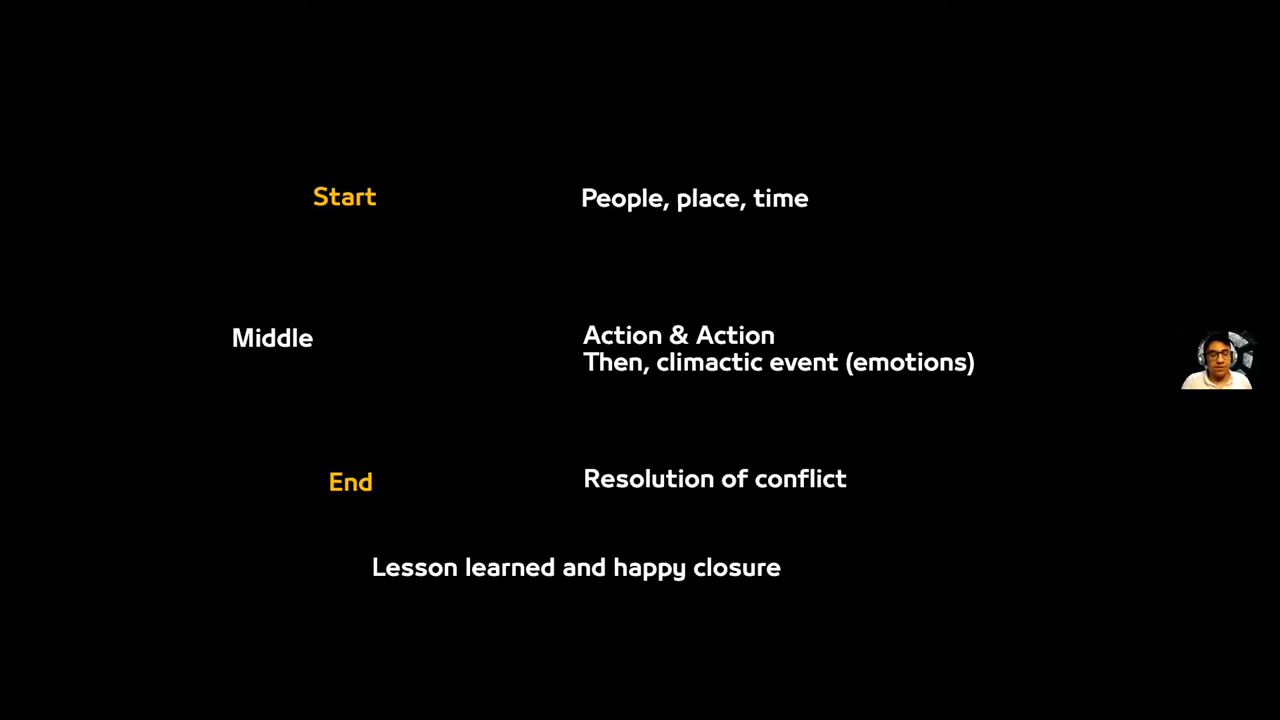 Start
People, place, time
Middle
Action & Action
Then, climactic event (emotions)
End
Resolution of conflict
Lesson learned and happy closure